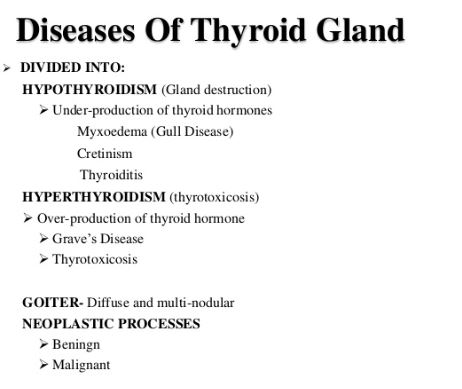 Diseases Of Thyroid Gland
➢ DIVIDED INTO:
HYPOTHYROIDISM (Gland destruction)
➢ Under-production of thyroid hormones
Myxoedema (Gull Disease)
Cretinism
Thyroiditis
HYPERTHYROIDISM (thyrotoxicosis)
➢ Over-production of thyroid hormone
➢ Grave’s Disease
➢ Thyrotoxicosis
GOITER- Diffuse and multi-nodular
NEOPLASTIC PROCESSES
➢ Beningn
➢ Malignant